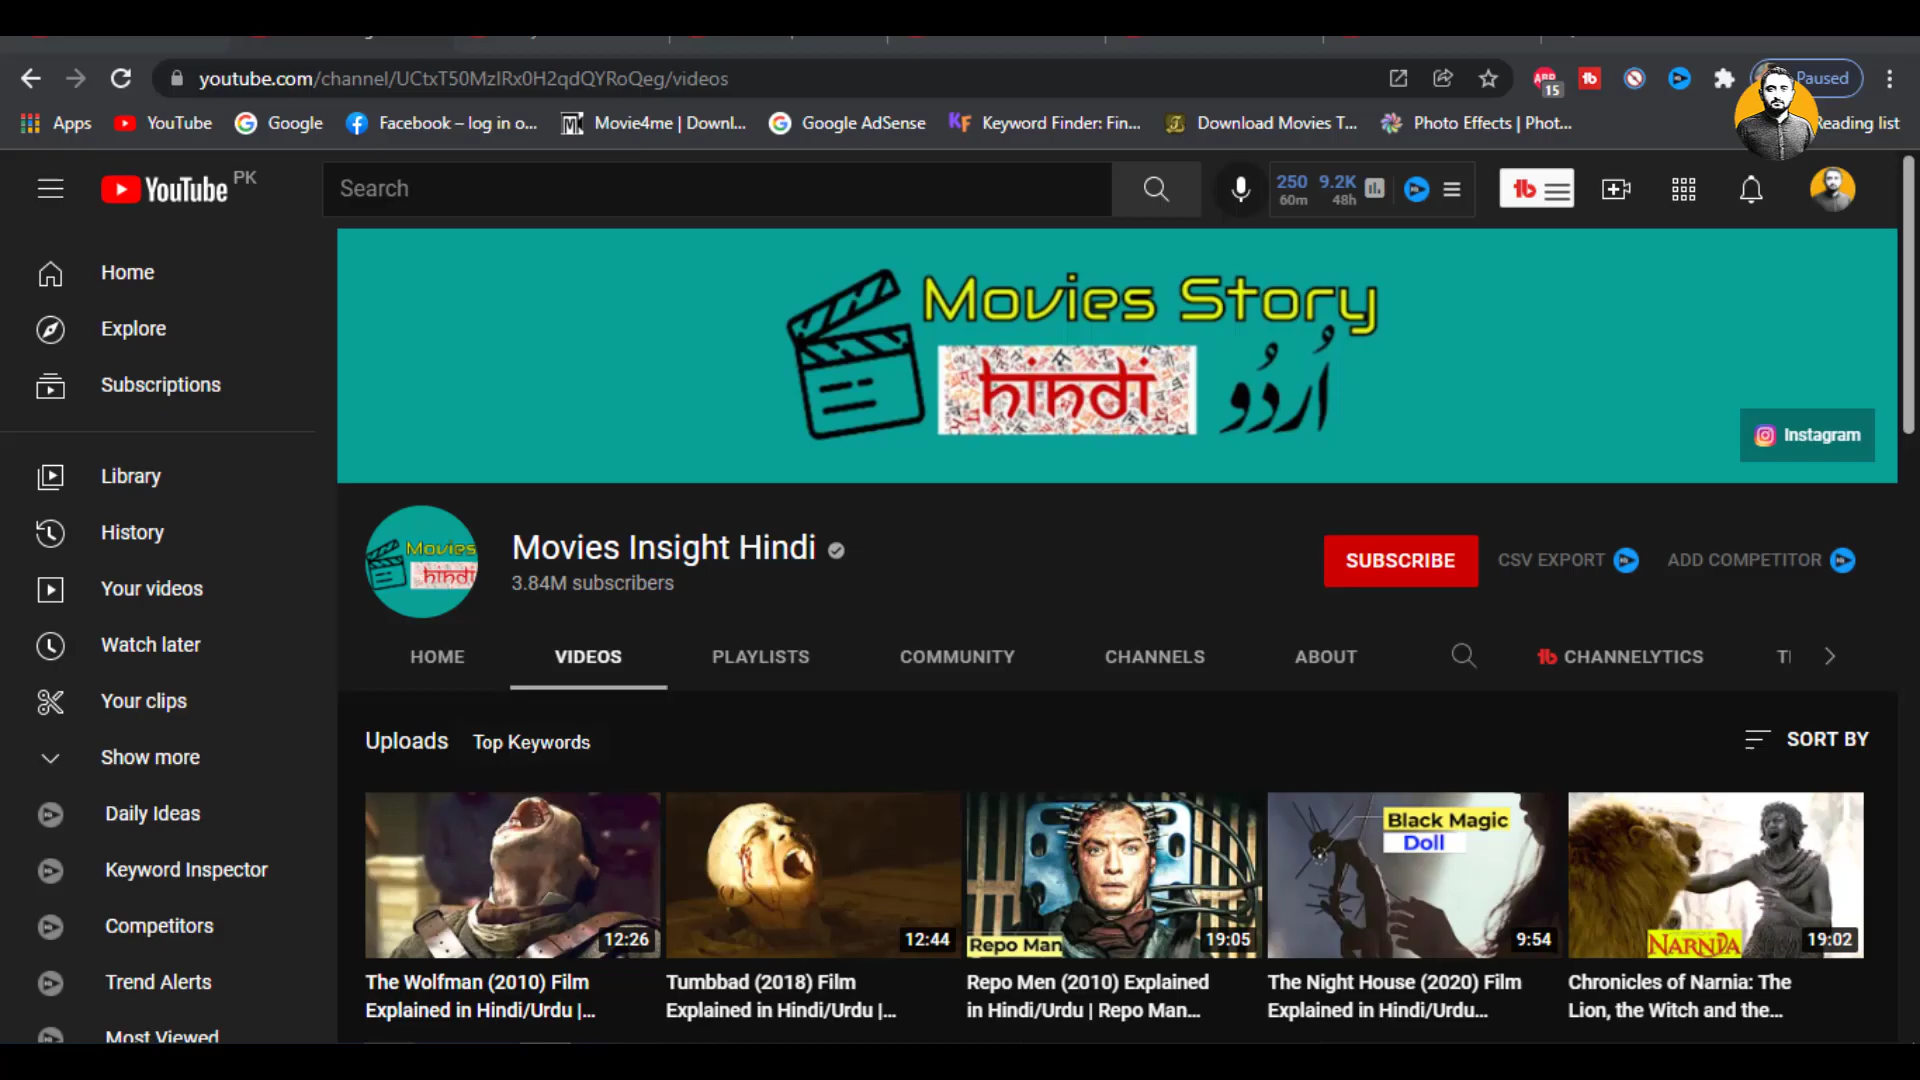 youtube.com/channel/UCtxT50MzIRx0H2qdQYRoQeg/videos
15
Paused
Apps
YouTube
Google
Facebook – log in o...
Movie4me | Downl...
Google AdSense
KF
Keyword Finder: Fin...
Download Movies T...
Photo Effects | Phot...
Reading list
YouTube PK
Search
250 9.2K
60m 48h
Home
Explore
Subscriptions
Library
History
Your videos
Watch later
Your clips
Show more
Daily Ideas
Keyword Inspector
Competitors
Trend Alerts
Most Viewed
Movies Story
hindi
اُردُو
Instagram
Movies
hindi
Movies Insight Hindi
3.84M subscribers
SUBSCRIBE
CSV EXPORT
ADD COMPETITOR
HOME
VIDEOS
PLAYLISTS
COMMUNITY
CHANNELS
ABOUT
CHANNELYTICS
Uploads
Top Keywords
SORT BY
12:26
12:44
Repo Man
19:05
Black Magic
Doll
9:54
NARNIA
19:02
The Wolfman (2010) Film
Explained in Hindi/Urdu |...
Tumbbad (2018) Film
Explained in Hindi/Urdu |...
Repo Men (2010) Explained
in Hindi/Urdu | Repo Man...
The Night House (2020) Film
Explained in Hindi/Urdu...
Chronicles of Narnia: The
Lion, the Witch and the...